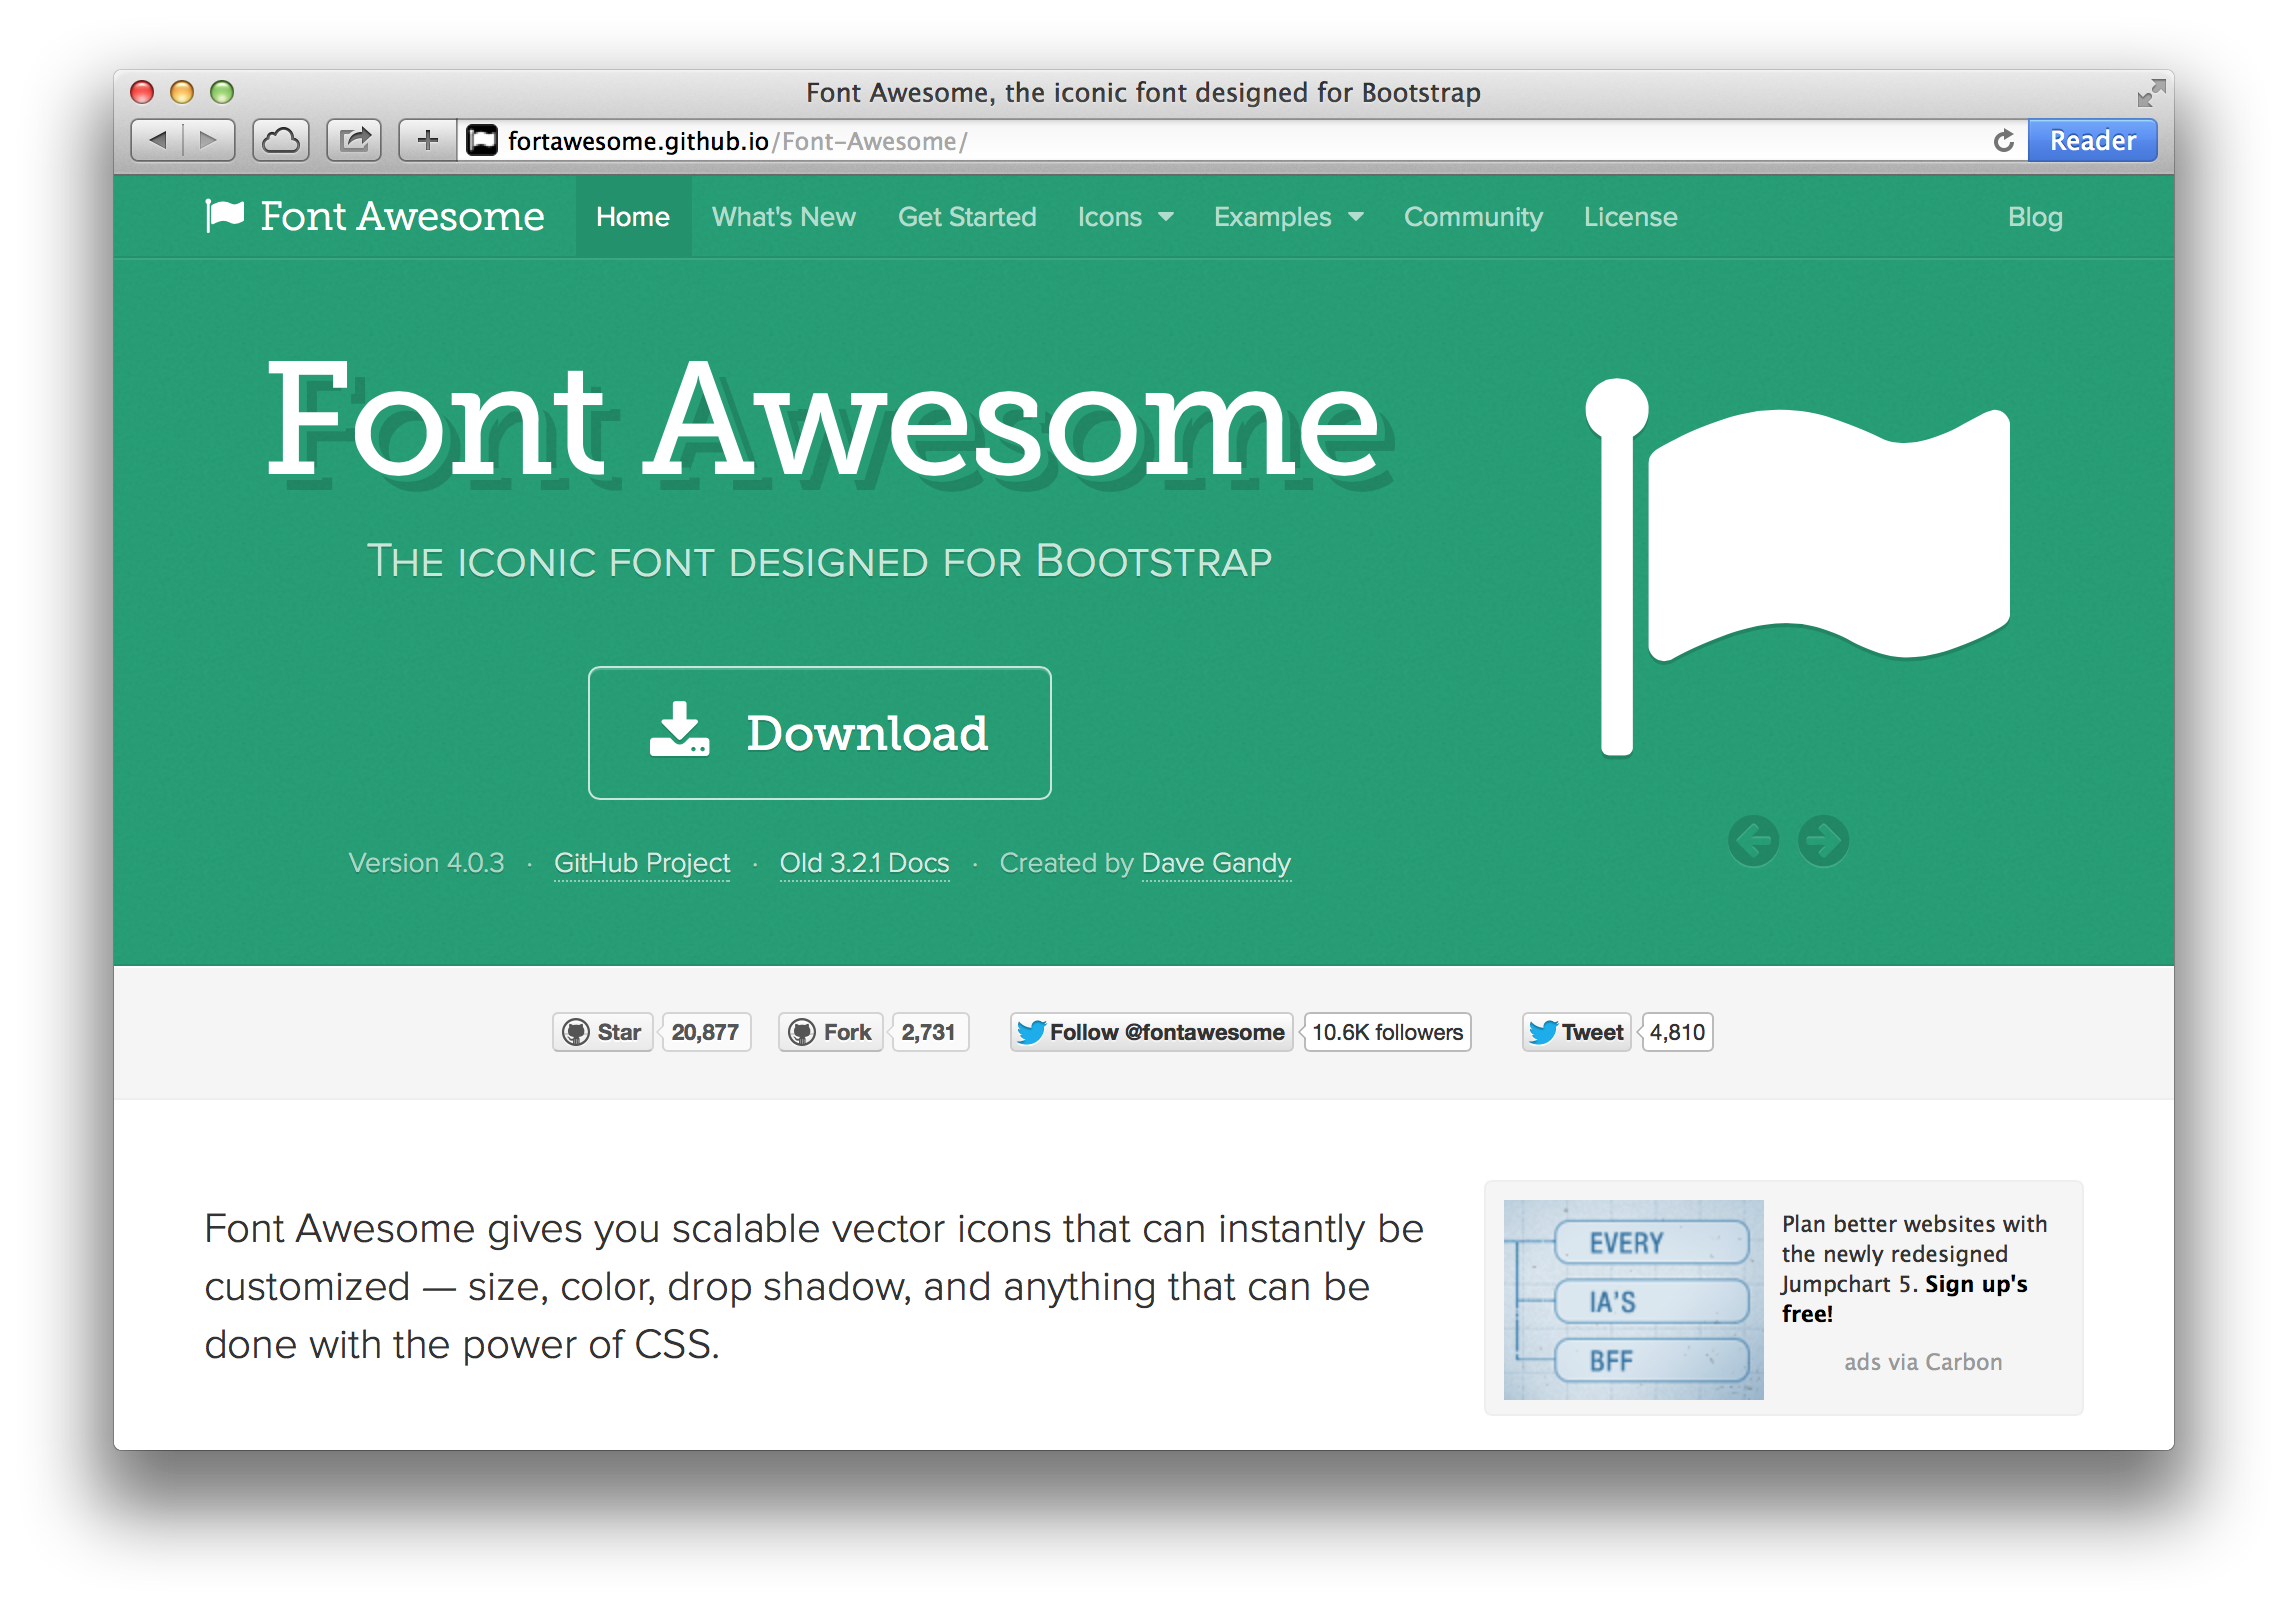 Font Awesome, the iconic font designed for Bootstrap
fortawesome.github.io/Font-Awesome/
Reader
Font Awesome Home What's New Get Started Icons Examples Community License Blog
Font Awesome
The iconic font designed for Bootstrap
Download
Version 4.0.3 · GitHub Project · Old 3.2.1 Docs · Created by Dave Gandy
Star 20,877 Fork 2,731 Follow @fontawesome 10.6K followers Tweet 4,810
Font Awesome gives you scalable vector icons that can instantly be
customized — size, color, drop shadow, and anything that can be
done with the power of CSS.
EVERY
IA'S
BFF
Plan better websites with
the newly redesigned
Jumpchart 5. Sign up's
free!
ads via Carbon